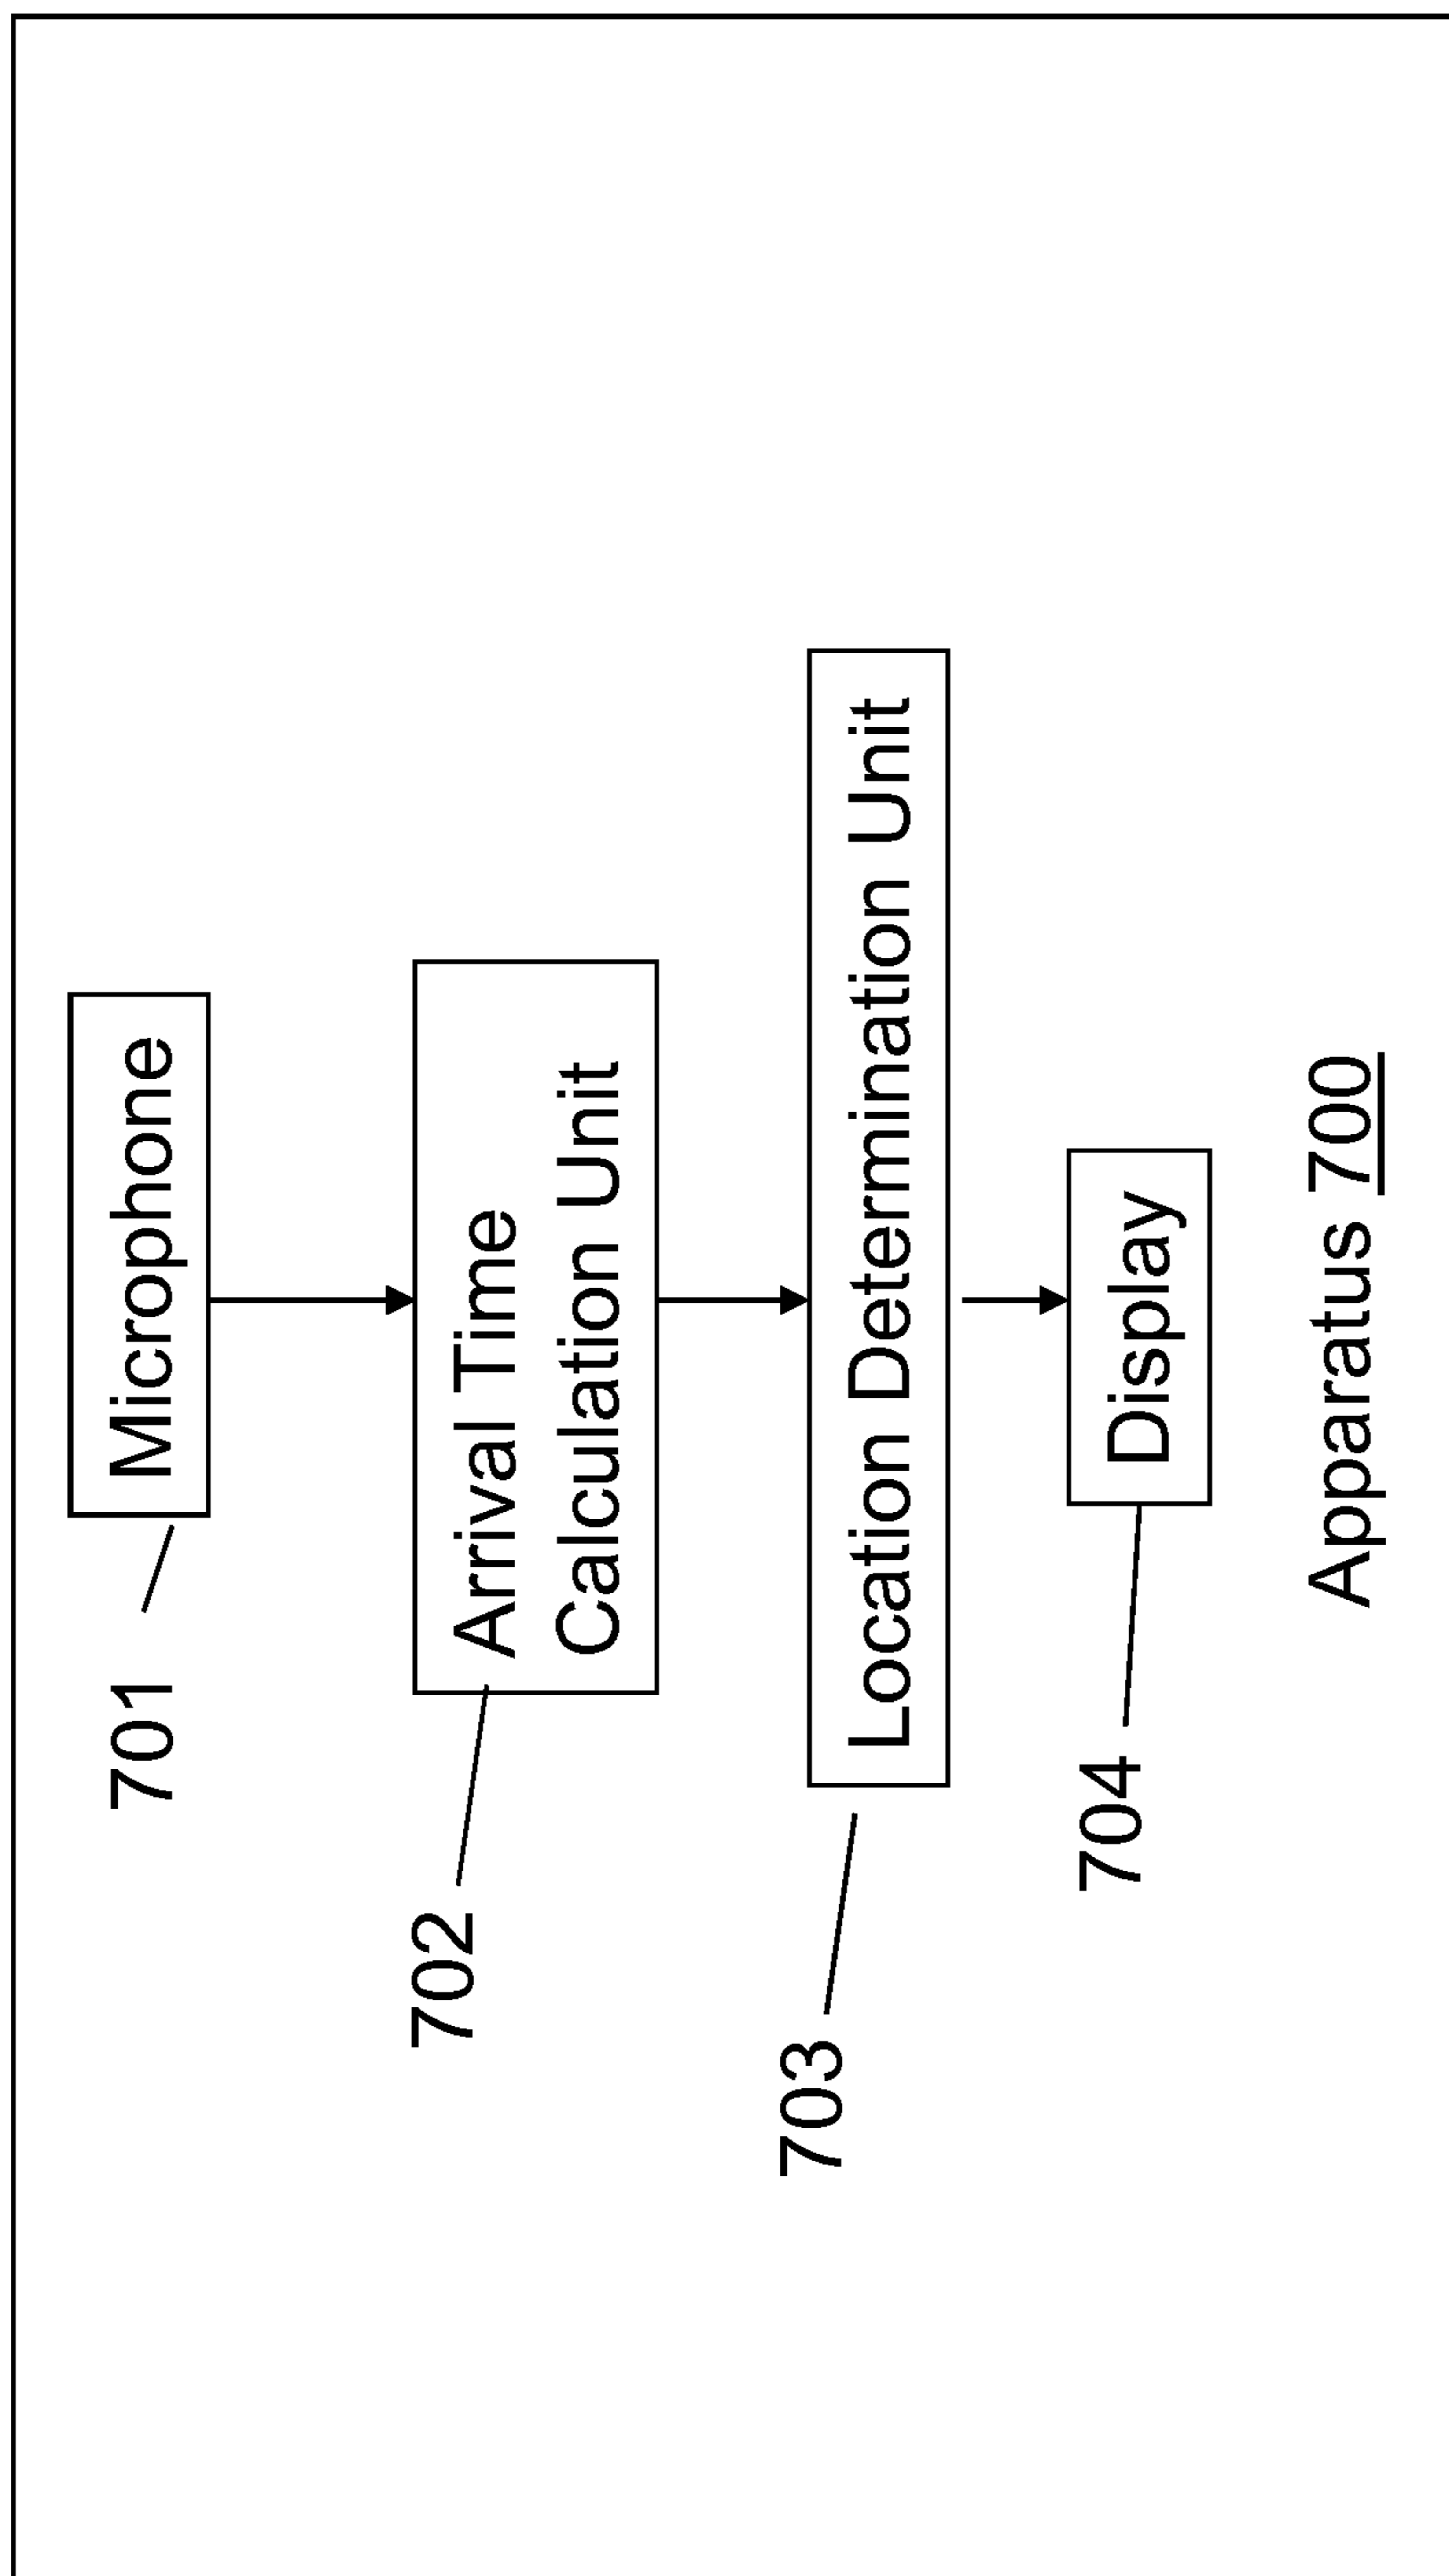 701
Microphone
702
Arrival Time
Calculation Unit
703
Location Determination Unit
704
Display
Apparatus 700